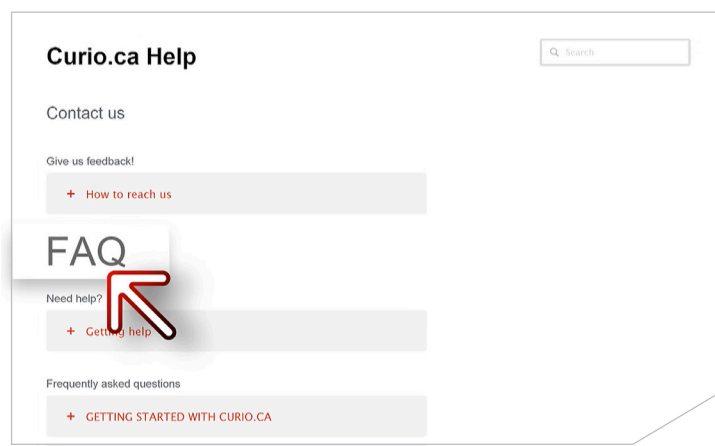 Curio.ca Help
Search
Contact us
Give us feedback!
+ How to reach us
FAQ
Need help?
+ Getting help
Frequently asked questions
+ GETTING STARTED WITH CURIO.CA